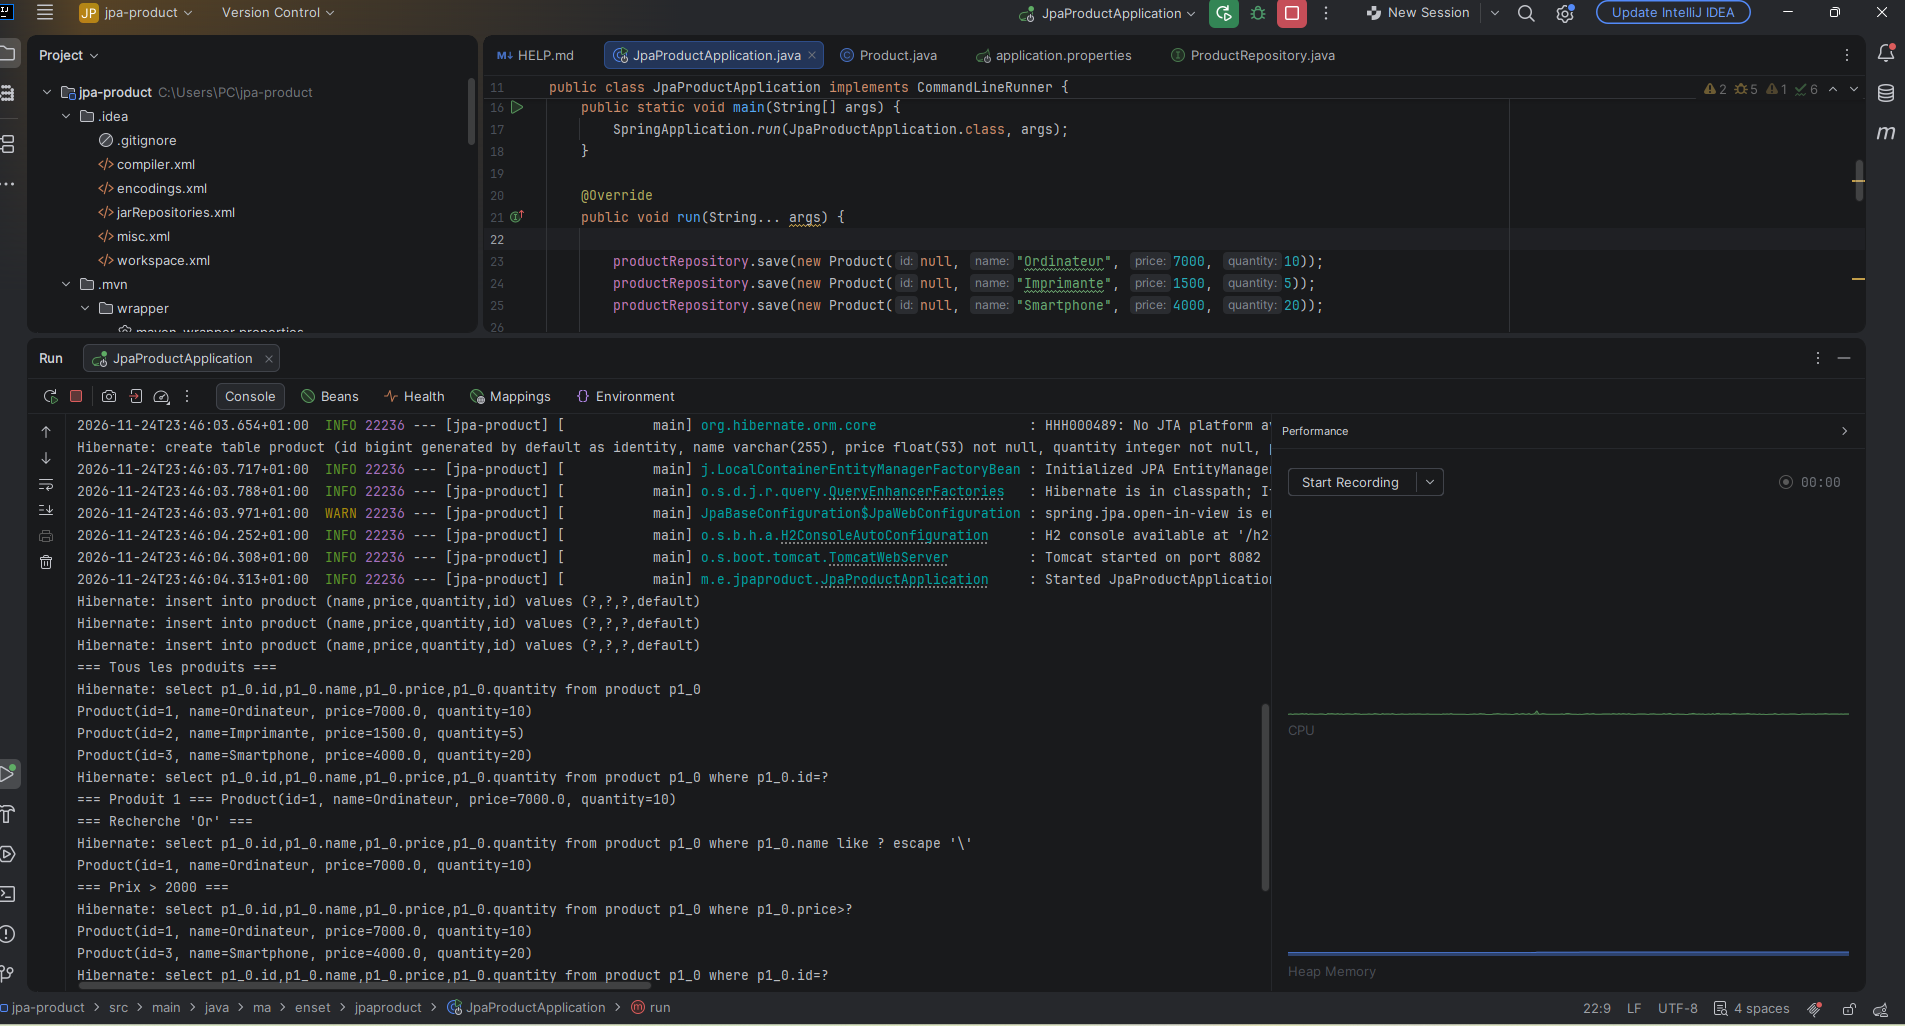 JP jpa-product Version Control JpaProductApplication New Session Update IntelliJ IDEA
Project
jpa-product C:\Users\PC\jpa-product
.idea
.gitignore
compiler.xml
encodings.xml
jarRepositories.xml
misc.xml
workspace.xml
.mvn
wrapper
maven-wrapper.properties
M↓ HELP.md JpaProductApplication.java Product.java application.properties ProductRepository.java
2 5 1 6
11 public class JpaProductApplication implements CommandLineRunner {
16 public static void main(String[] args) {
17 SpringApplication.run(JpaProductApplication.class, args);
18 }
19
20 @Override
21 public void run(String... args) {
22
23 productRepository.save(new Product( id: null, name: "Ordinateur", price: 7000, quantity: 10));
24 productRepository.save(new Product( id: null, name: "Imprimante", price: 1500, quantity: 5));
25 productRepository.save(new Product( id: null, name: "Smartphone", price: 4000, quantity: 20));
26
Run JpaProductApplication
Console Beans Health Mappings Environment
2026-11-24T23:46:03.654+01:00 INFO 22236 --- [jpa-product] [ main] org.hibernate.orm.core : HHH000489: No JTA platform av
Hibernate: create table product (id bigint generated by default as identity, name varchar(255), price float(53) not null, quantity integer not null, p
2026-11-24T23:46:03.717+01:00 INFO 22236 --- [jpa-product] [ main] j.LocalContainerEntityManagerFactoryBean : Initialized JPA EntityManager
2026-11-24T23:46:03.788+01:00 INFO 22236 --- [jpa-product] [ main] o.s.d.j.r.query.QueryEnhancerFactories : Hibernate is in classpath; I
2026-11-24T23:46:03.971+01:00 WARN 22236 --- [jpa-product] [ main] JpaBaseConfiguration$JpaWebConfiguration : spring.jpa.open-in-view is en
2026-11-24T23:46:04.252+01:00 INFO 22236 --- [jpa-product] [ main] o.s.b.h.a.H2ConsoleAutoConfiguration : H2 console available at '/h2
2026-11-24T23:46:04.308+01:00 INFO 22236 --- [jpa-product] [ main] o.s.boot.tomcat.TomcatWebServer : Tomcat started on port 8082
2026-11-24T23:46:04.313+01:00 INFO 22236 --- [jpa-product] [ main] m.e.jpaproduct.JpaProductApplication : Started JpaProductApplication
Hibernate: insert into product (name,price,quantity,id) values (?,?,?,default)
Hibernate: insert into product (name,price,quantity,id) values (?,?,?,default)
Hibernate: insert into product (name,price,quantity,id) values (?,?,?,default)
=== Tous les produits ===
Hibernate: select p1_0.id,p1_0.name,p1_0.price,p1_0.quantity from product p1_0
Product(id=1, name=Ordinateur, price=7000.0, quantity=10)
Product(id=2, name=Imprimante, price=1500.0, quantity=5)
Product(id=3, name=Smartphone, price=4000.0, quantity=20)
Hibernate: select p1_0.id,p1_0.name,p1_0.price,p1_0.quantity from product p1_0 where p1_0.id=?
=== Produit 1 === Product(id=1, name=Ordinateur, price=7000.0, quantity=10)
=== Recherche 'Or' ===
Hibernate: select p1_0.id,p1_0.name,p1_0.price,p1_0.quantity from product p1_0 where p1_0.name like ? escape '\'
Product(id=1, name=Ordinateur, price=7000.0, quantity=10)
=== Prix > 2000 ===
Hibernate: select p1_0.id,p1_0.name,p1_0.price,p1_0.quantity from product p1_0 where p1_0.price>?
Product(id=1, name=Ordinateur, price=7000.0, quantity=10)
Product(id=3, name=Smartphone, price=4000.0, quantity=20)
Hibernate: select p1_0.id,p1_0.name,p1_0.price,p1_0.quantity from product p1_0 where p1_0.id=?
Performance
Start Recording 00:00
CPU
Heap Memory
jpa-product > src > main > java > ma > enset > jpaproduct > JpaProductApplication > run 22:9 LF UTF-8 4 spaces